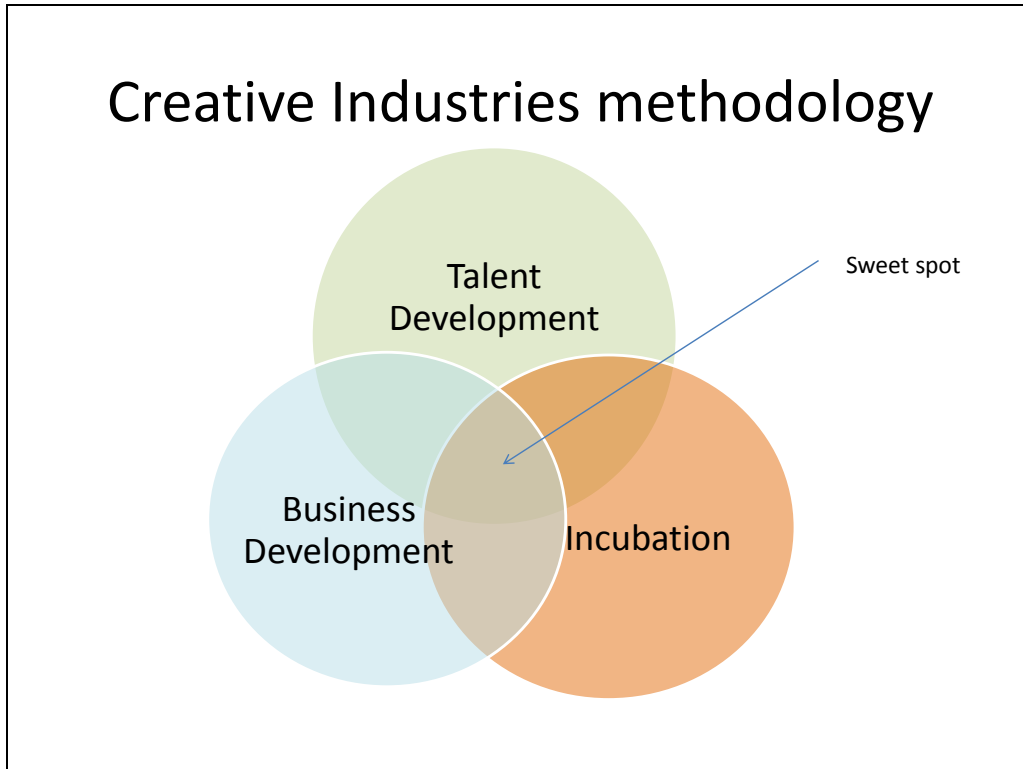 Creative Industries methodology
Talent
Development
Sweet spot
Business
Development
Incubation